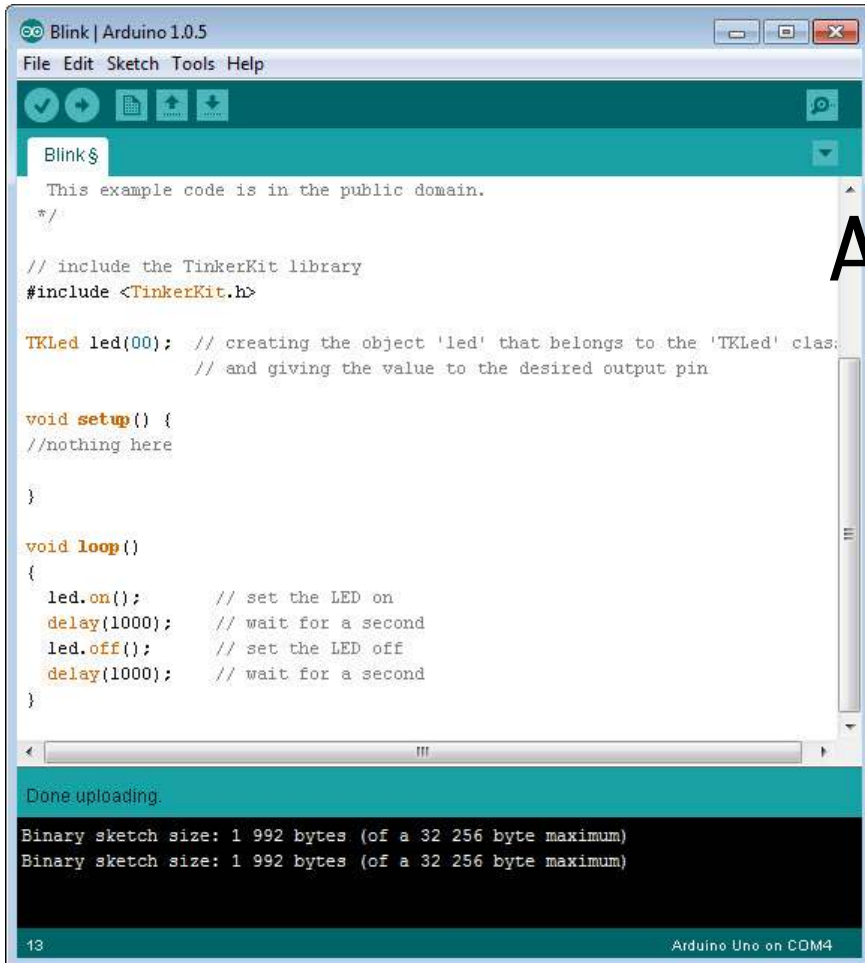 Blink | Arduino 1.0.5
File Edit Sketch Tools Help
Blink §
This example code is in the public domain.
*/
A
// include the TinkerKit library
#include <TinkerKit.h>
TKLed led(00); // creating the object 'led' that belongs to the 'TKLed' clas
// and giving the value to the desired output pin
void setup() {
//nothing here
}
void loop()
{
led.on(); // set the LED on
delay(1000); // wait for a second
led.off(); // set the LED off
delay(1000); // wait for a second
}
Done uploading.
Binary sketch size: 1 992 bytes (of a 32 256 byte maximum)
Binary sketch size: 1 992 bytes (of a 32 256 byte maximum)
13 Arduino Uno on COM4